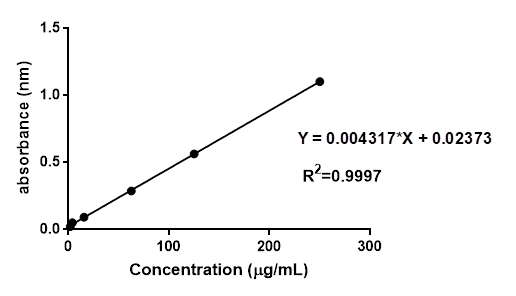 1.5
1.0
0.5
0.0
0 100 200 300
absorbance (nm)
Concentration (µg/mL)
Y = 0.004317*X + 0.02373
R²=0.9997